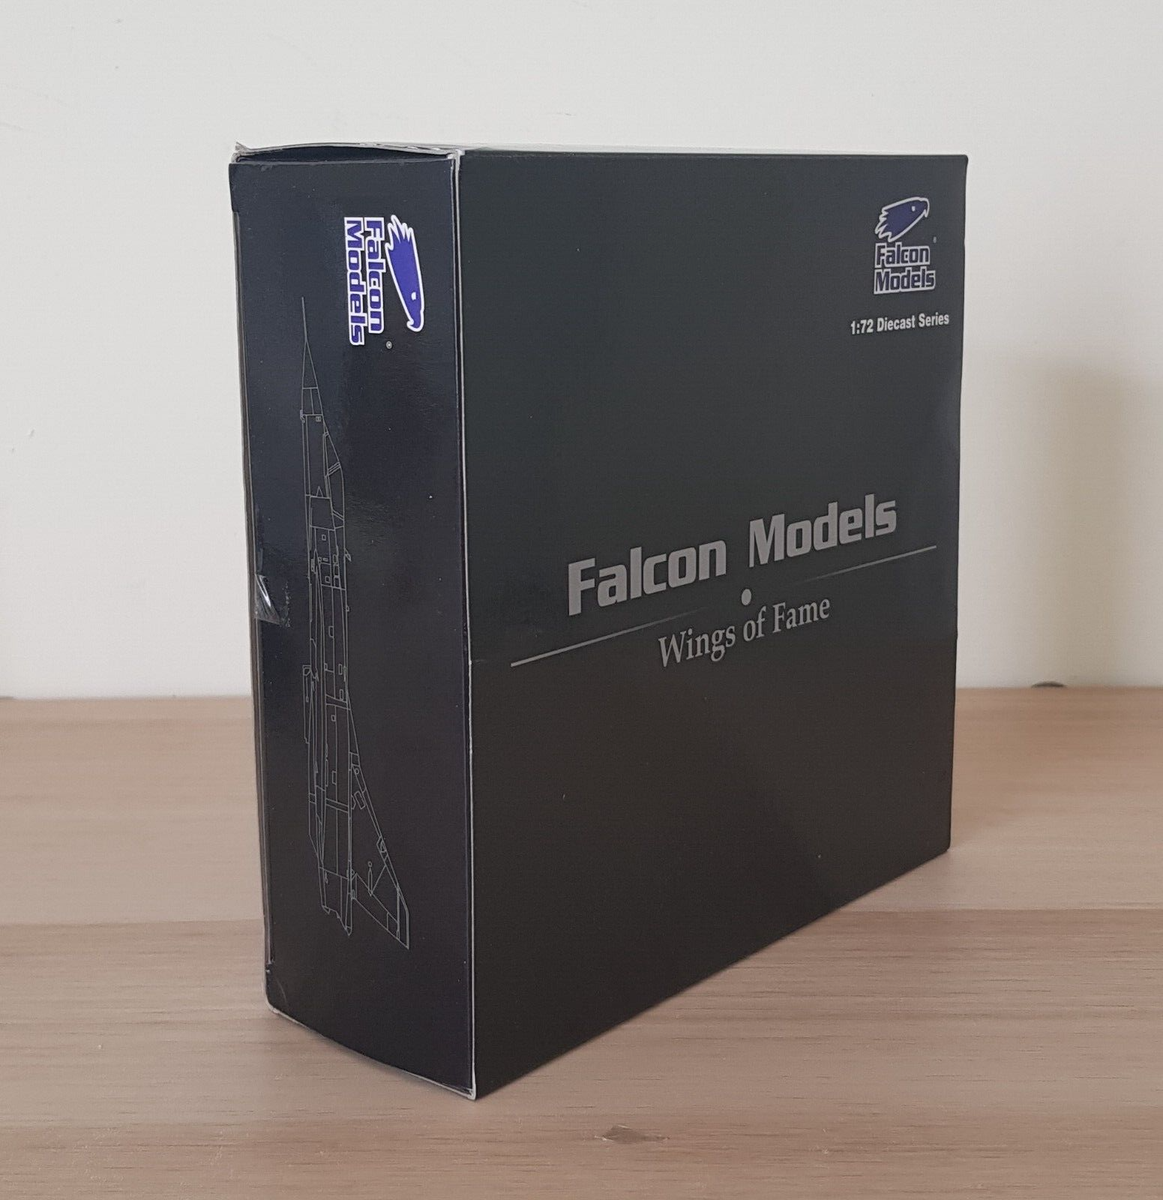 Falcon
Models
®
Falcon
Models
®
1:72 Diecast Series
Falcon Models
Wings of Fame